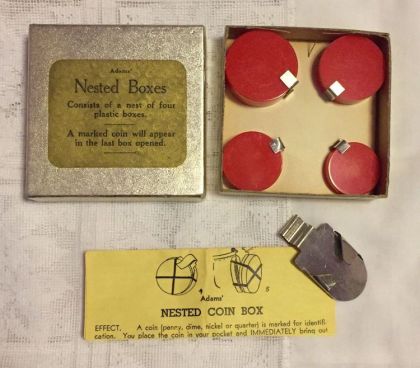 Adams'
Nested Boxes
Consists of a nest of four
plastic boxes.
A marked coin will appear
in the last box opened.
Adams'
NESTED COIN BOX
EFFECT. A coin (penny, dime, nickel or quarter) is marked for identifi-
cation. You place the coin in your pocket and IMMEDIATELY bring out